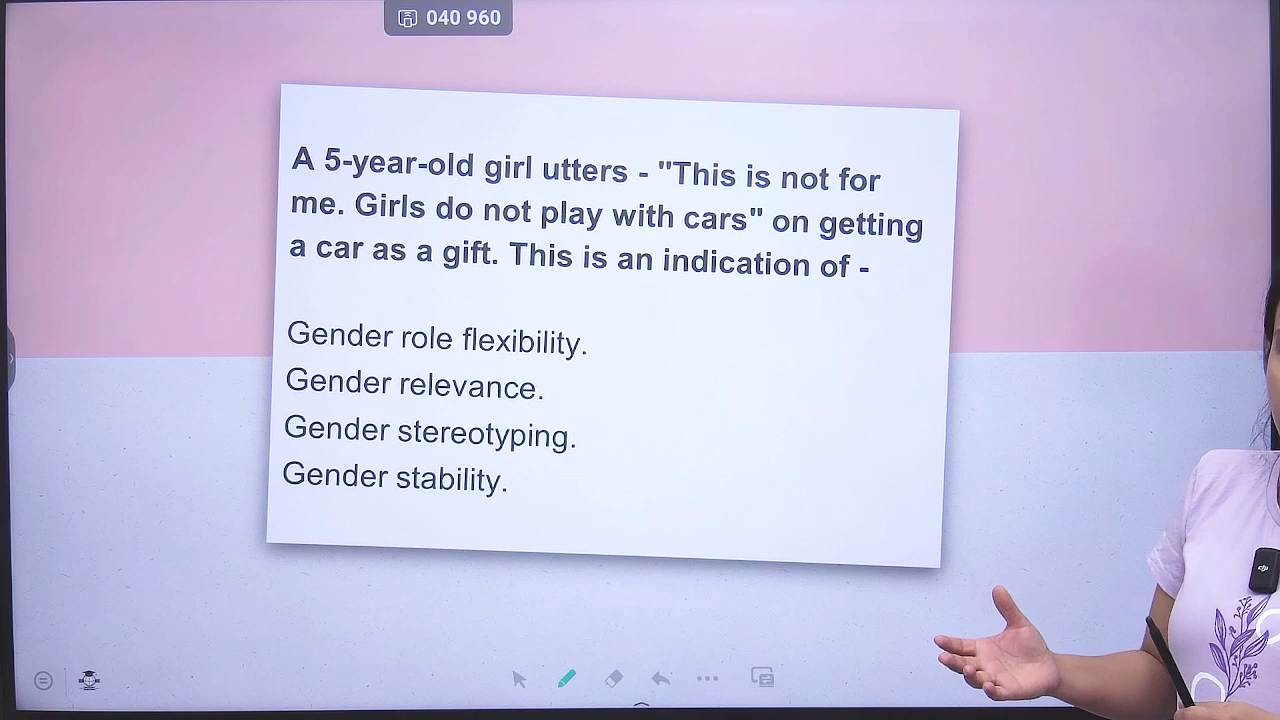 040 960
A 5-year-old girl utters - "This is not for
me. Girls do not play with cars" on getting
a car as a gift. This is an indication of -
Gender role flexibility.
Gender relevance.
Gender stereotyping.
Gender stability.